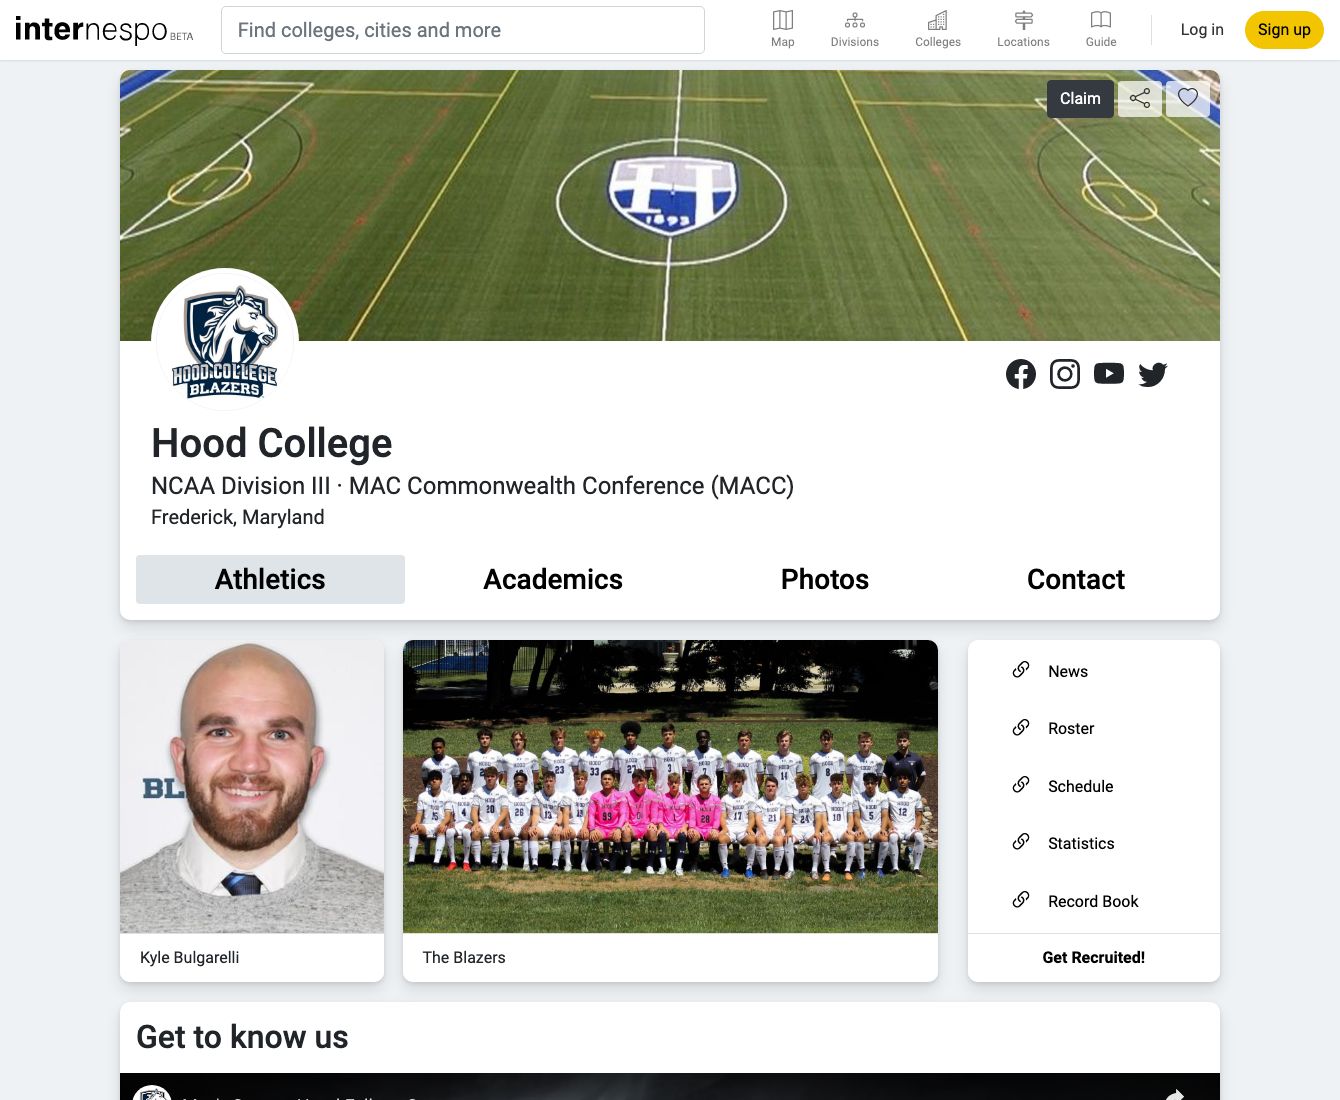 internespo BETA
Find colleges, cities and more
Map
Divisions
Colleges
Locations
Guide
Log in
Sign up
Claim
H
1893
HOOD COLLEGE
BLAZERS
Hood College
NCAA Division III · MAC Commonwealth Conference (MACC)
Frederick, Maryland
Athletics
Academics
Photos
Contact
BL
Kyle Bulgarelli
The Blazers
News
Roster
Schedule
Statistics
Record Book
Get Recruited!
Get to know us